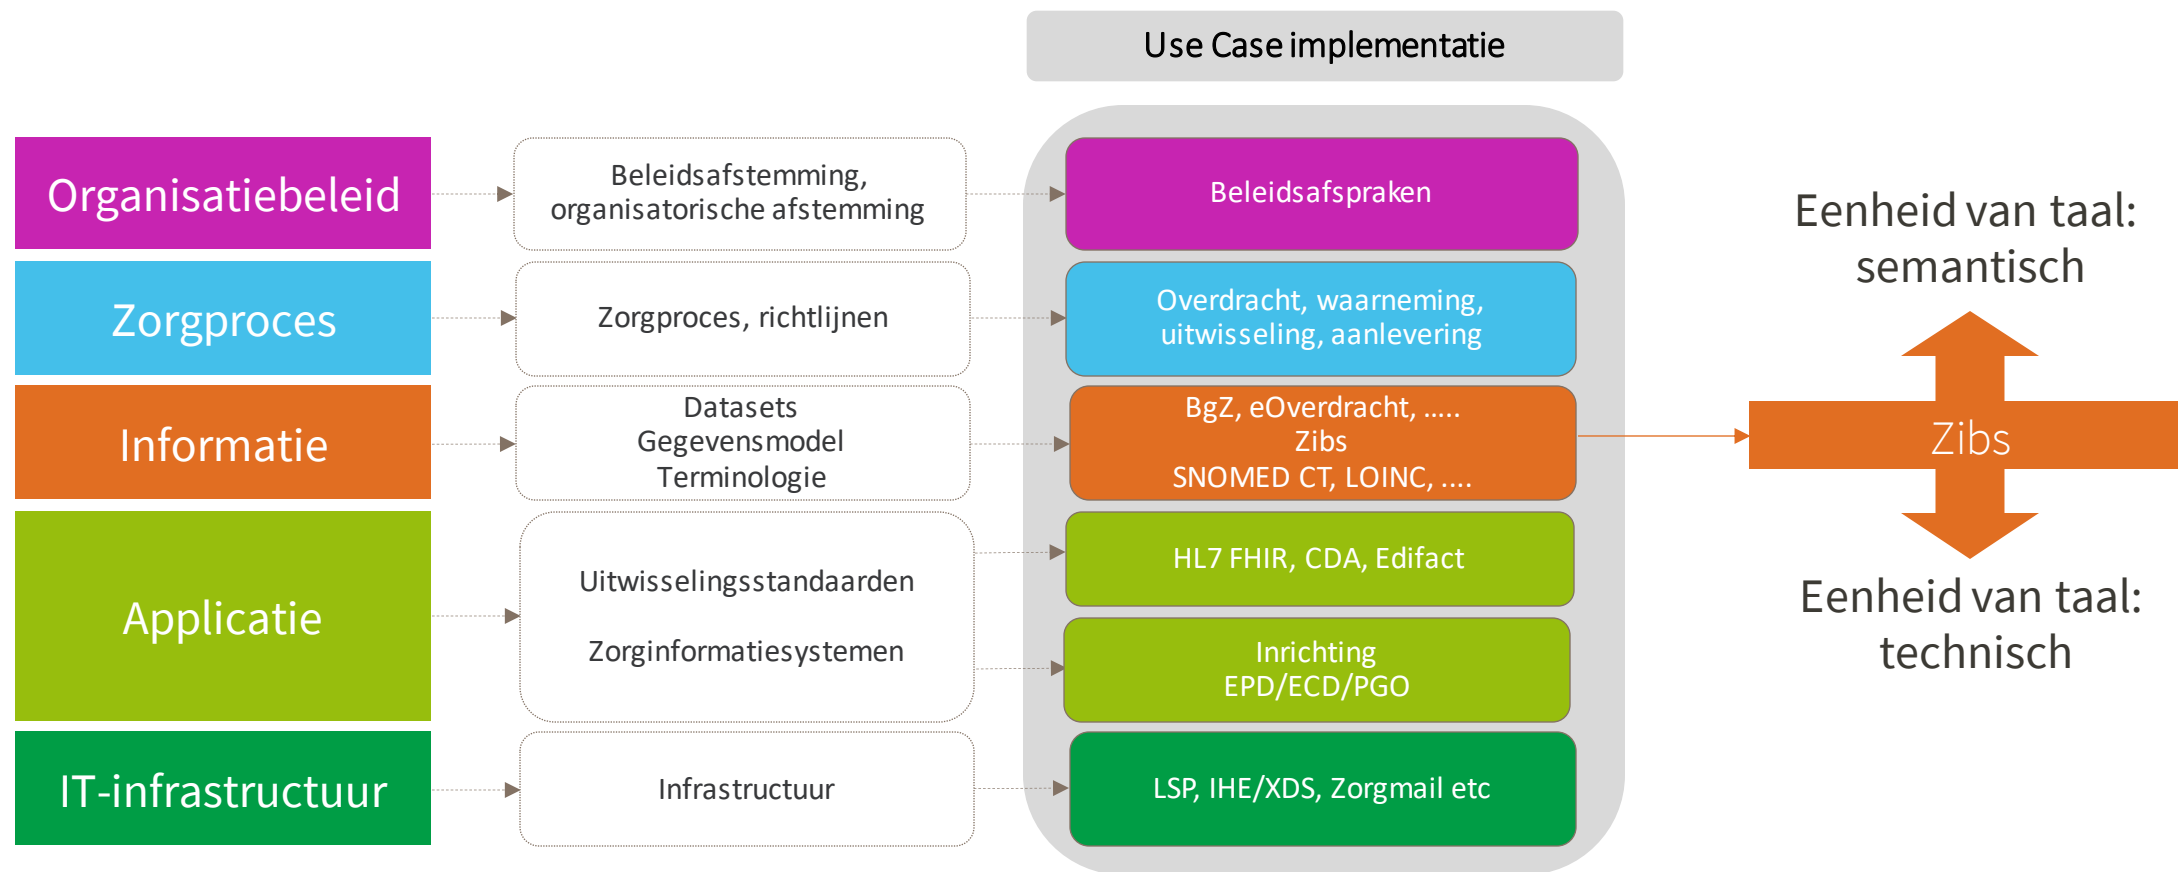 Use Case implementatie
Organisatiebeleid
Beleidsafstemming,
organisatorische afstemming
Beleidsafspraken
Zorgproces
Zorgproces, richtlijnen
Overdracht, waarneming,
uitwisseling, aanlevering
Informatie
Datasets
Gegevensmodel
Terminologie
BgZ, eOverdracht, .....
Zibs
SNOMED CT, LOINC, ....
Applicatie
Uitwisselingsstandaarden
Zorginformatiesystemen
HL7 FHIR, CDA, Edifact
Inrichting
EPD/ECD/PGO
IT-infrastructuur
Infrastructuur
LSP, IHE/XDS, Zorgmail etc
Eenheid van taal:
semantisch
Zibs
Eenheid van taal:
technisch